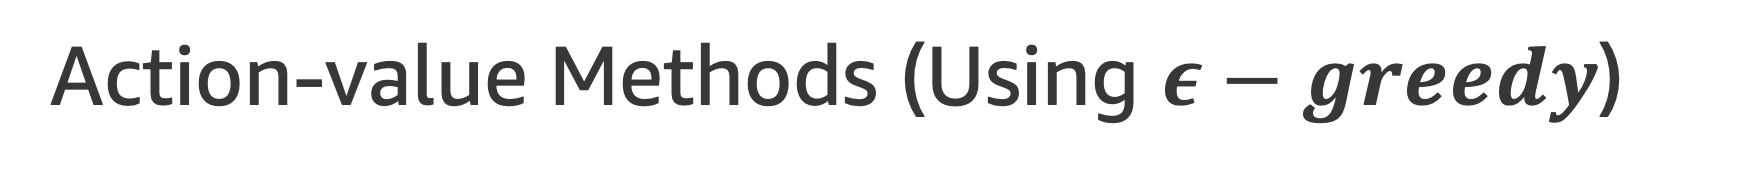 Action-value Methods (Using ϵ − greedy)